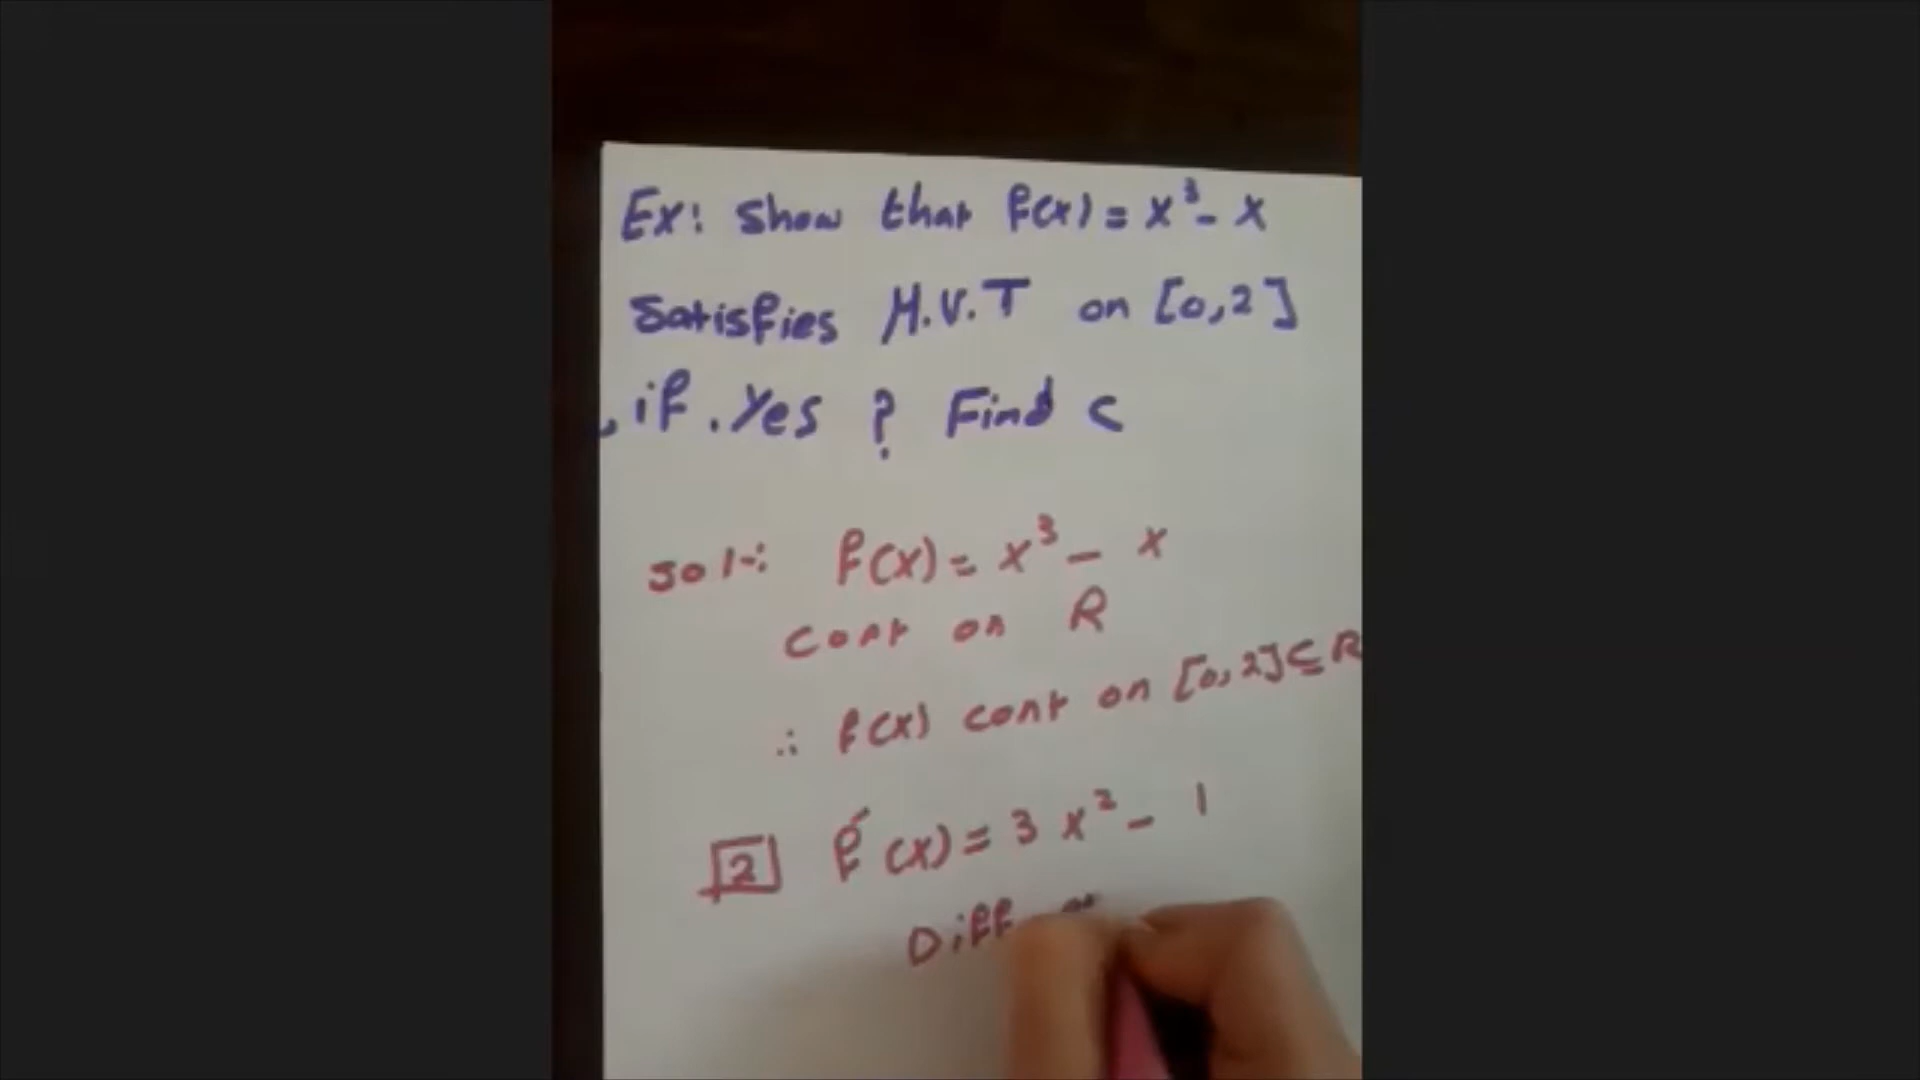 Ex: Show that f(x) = x³ - x
Satisfies M.V.T on [0,2]
, if . Yes ? Find c
Sol-: f(x) = x³ - x
Cont on R
∴ f(x) cont on [0,2] ⊆ R
2 f́(x) = 3x² - 1
Diff